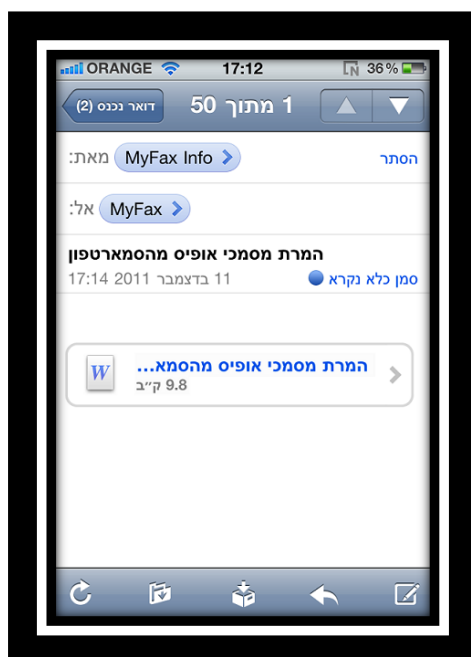 ORANGE 17:12 36%
דואר נכנס (2) 1 מתוך 50
מאת: MyFax Info הסתר
אל: MyFax
המרת מסמכי אופיס מהסמארטפון
11 בדצמבר 2011 17:14 סמן כלא נקרא
W המרת מסמכי אופיס מהסמא...
9.8 ק״ב